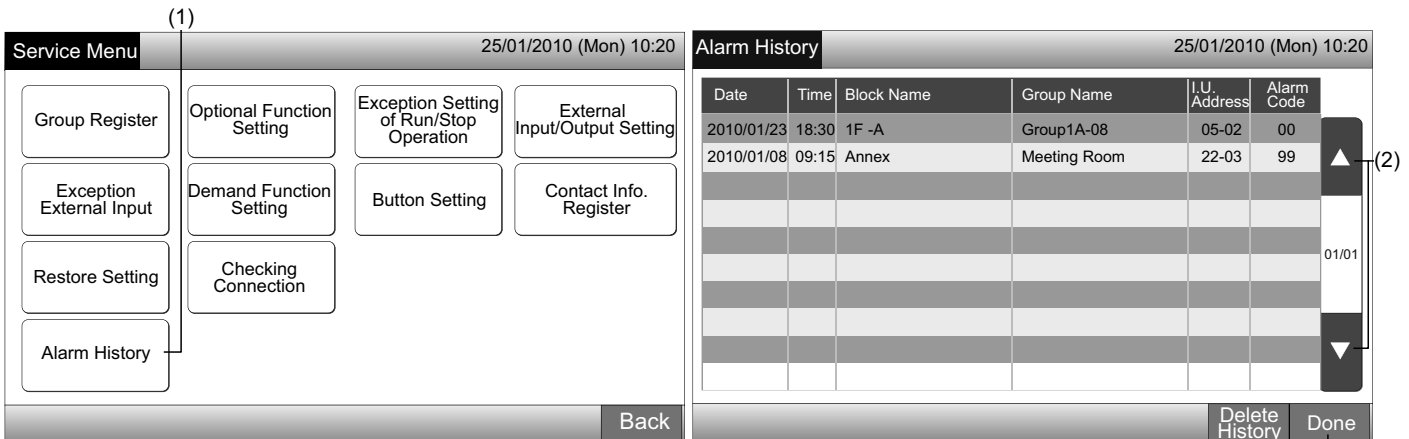 (1)
Service Menu
25/01/2010 (Mon) 10:20
Group Register
Optional Function
Setting
Exception Setting
of Run/Stop
Operation
External
Input/Output Setting
Exception
External Input
Demand Function
Setting
Button Setting
Contact Info.
Register
Restore Setting
Checking
Connection
Alarm History
Back
Alarm History
25/01/2010 (Mon) 10:20
Date Time Block Name Group Name I.U. Address Alarm Code
2010/01/23 18:30 1F -A Group1A-08 05-02 00
2010/01/08 09:15 Annex Meeting Room 22-03 99
(2)
01/01
Delete
History
Done